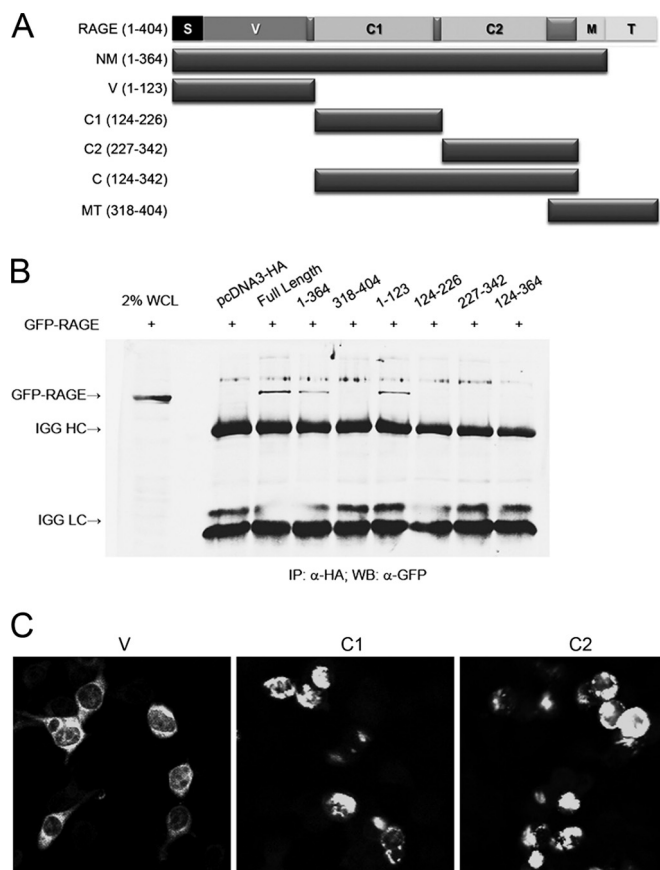 A
RAGE (1-404) S V C1 C2 M T
NM (1-364)
V (1-123)
C1 (124-226)
C2 (227-342)
C (124-342)
MT (318-404)
B
2% WCL pcDNA3-HA Full Length 1-364 318-404 1-123 124-226 227-342 124-364
GFP-RAGE + + + + + + + + +
GFP-RAGE→
IGG HC→
IGG LC→
IP: α-HA; WB: α-GFP
C
V C1 C2